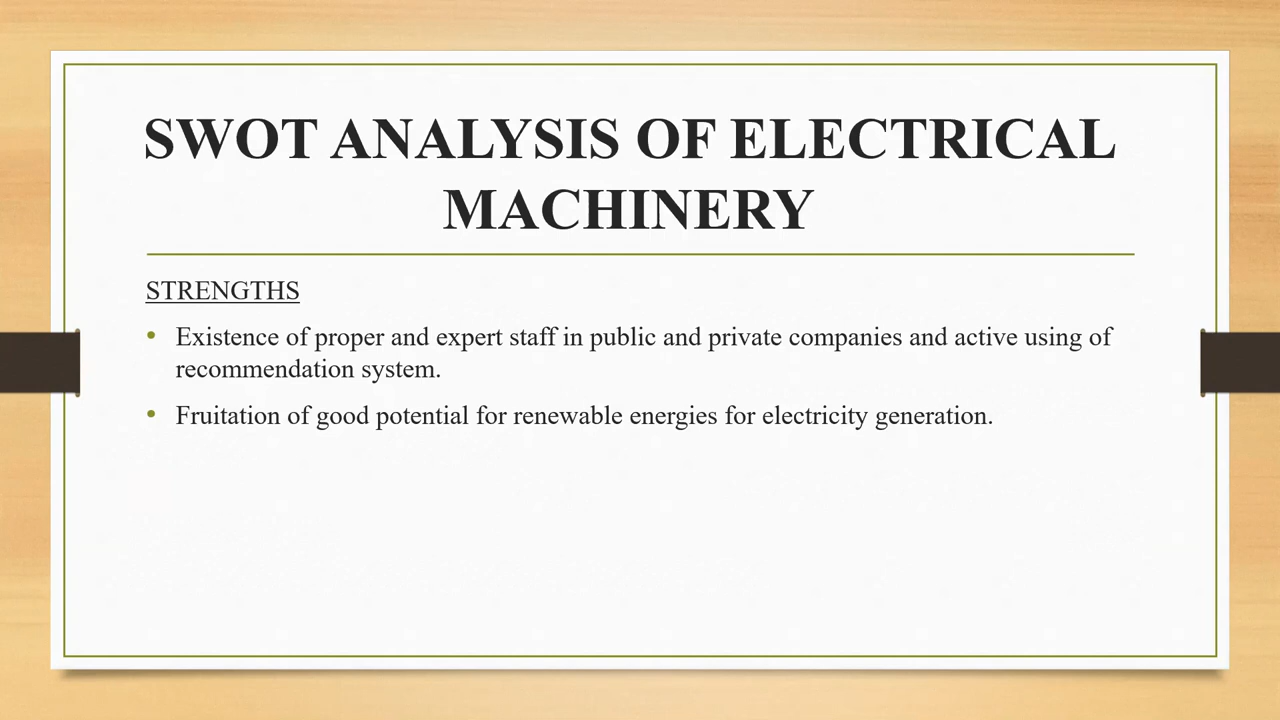 SWOT ANALYSIS OF ELECTRICAL
MACHINERY
STRENGTHS
• Existence of proper and expert staff in public and private companies and active using of
recommendation system.
• Fruitation of good potential for renewable energies for electricity generation.